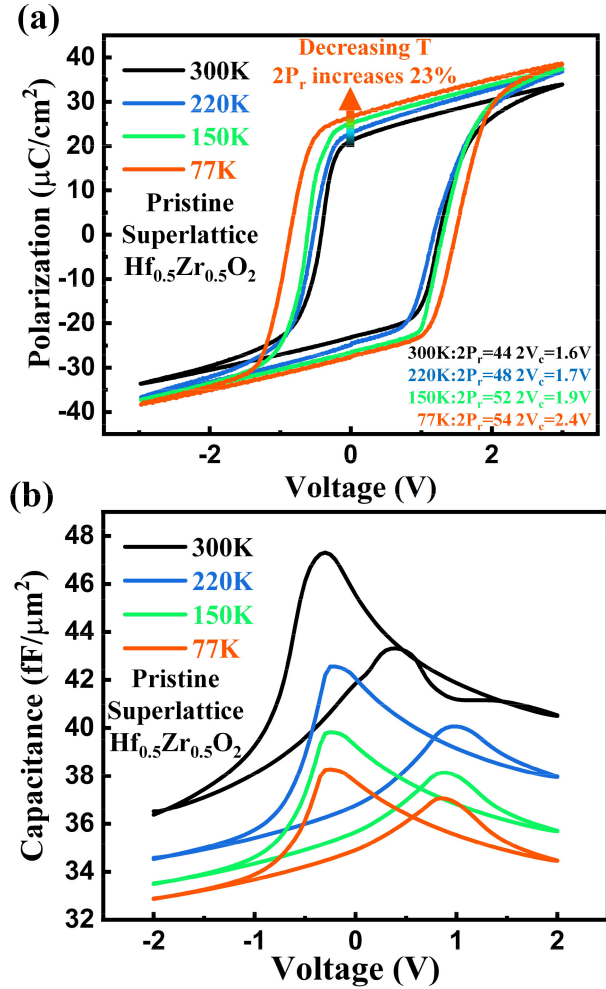 (a)
Decreasing T
2Pr increases 23%
300K
220K
150K
77K
Pristine
Superlattice
Hf0.5Zr0.5O2
40
30
20
10
0
-10
-20
-30
-40
Polarization (μC/cm²)
300K:2Pr=44 2Vc=1.6V
220K:2Pr=48 2Vc=1.7V
150K:2Pr=52 2Vc=1.9V
77K:2Pr=54 2Vc=2.4V
-2 0 2
Voltage (V)
(b)
48
46
44
42
40
38
36
34
32
Capacitance (fF/μm²)
300K
220K
150K
77K
Pristine
Superlattice
Hf0.5Zr0.5O2
-2 -1 0 1 2
Voltage (V)